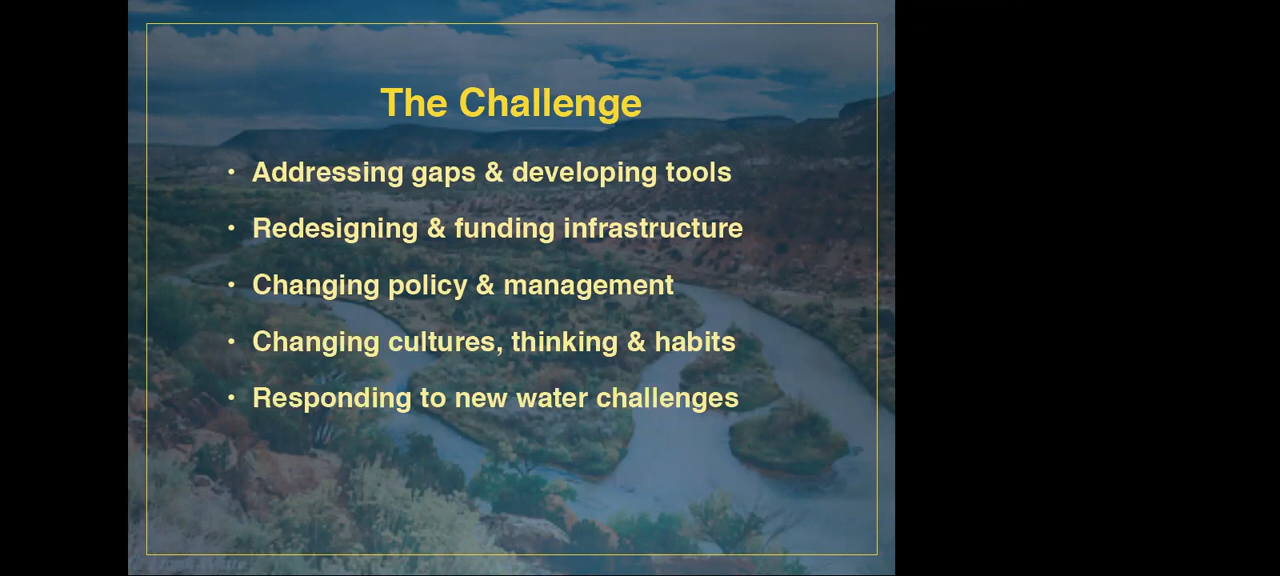 The Challenge
• Addressing gaps & developing tools
• Redesigning & funding infrastructure
• Changing policy & management
• Changing cultures, thinking & habits
• Responding to new water challenges